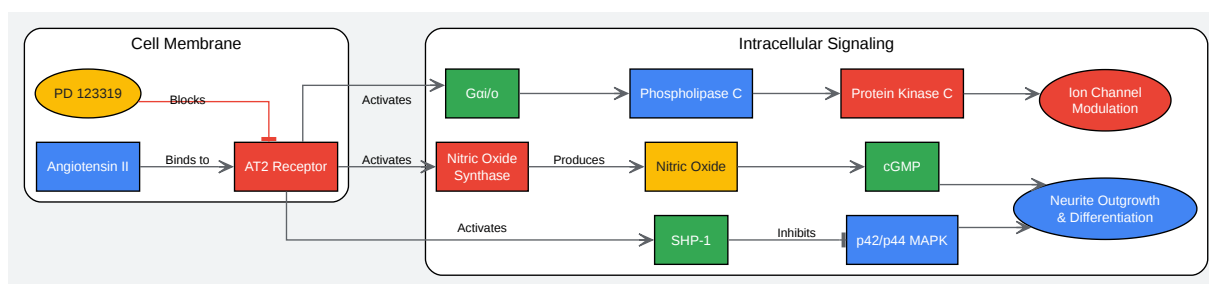 Cell Membrane
Intracellular Signaling
PD 123319
Blocks
Activates
Gαi/o
Phospholipase C
Protein Kinase C
Ion Channel
Modulation
Angiotensin II
Binds to
AT2 Receptor
Activates
Nitric Oxide
Synthase
Produces
Nitric Oxide
cGMP
Neurite Outgrowth
& Differentiation
Activates
SHP-1
Inhibits
p42/p44 MAPK